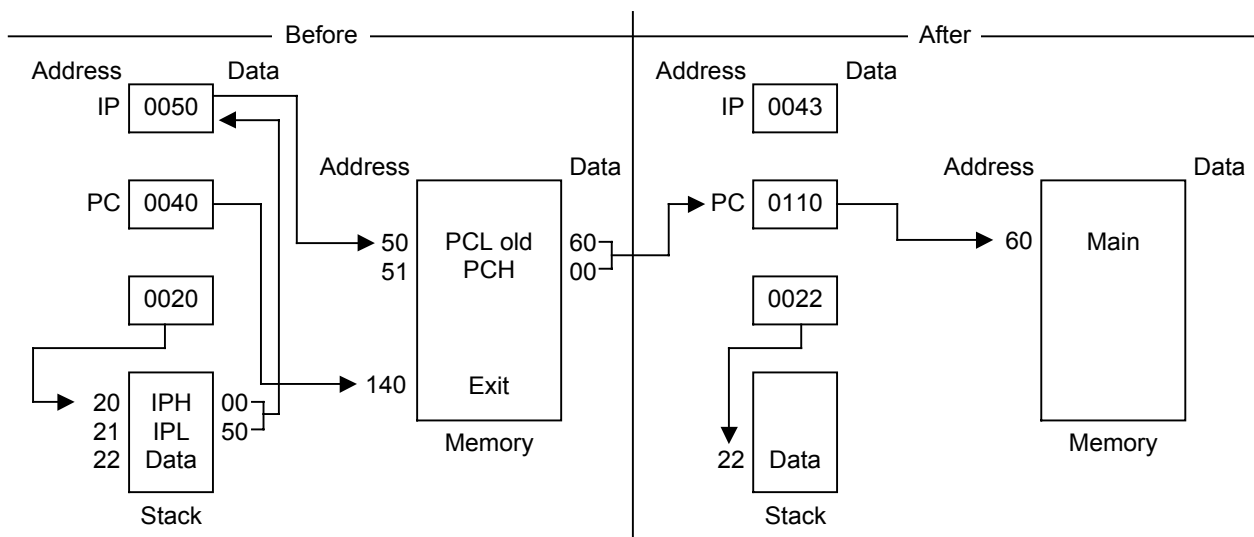 Before
Address Data
IP 0050
Address Data
PC 0040
50 PCL old 60
51 PCH 00
0020
140 Exit
20 IPH 00
21 IPL 50
22 Data
Memory
Stack
After
Address Data
IP 0043
Address Data
PC 0110
60 Main
0022
22 Data
Memory
Stack